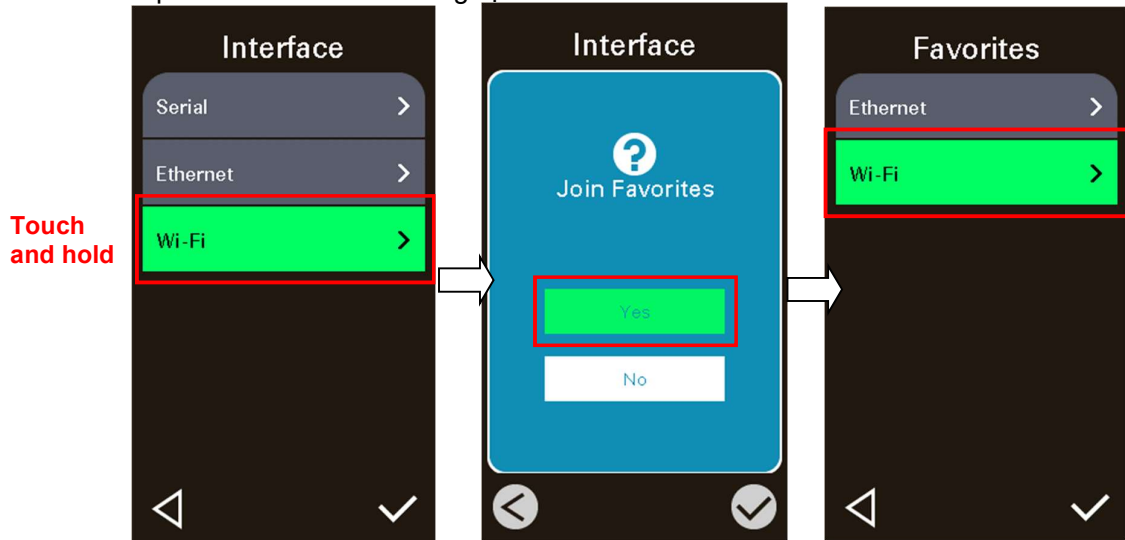 Touch
and hold
Interface
Serial
Ethernet
Wi-Fi
Interface
Join Favorites
Yes
No
Favorites
Ethernet
Wi-Fi